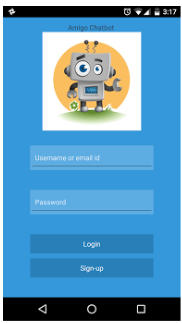 3:17
Amigo Chatbot
Username or email id
Password
Login
Sign-up